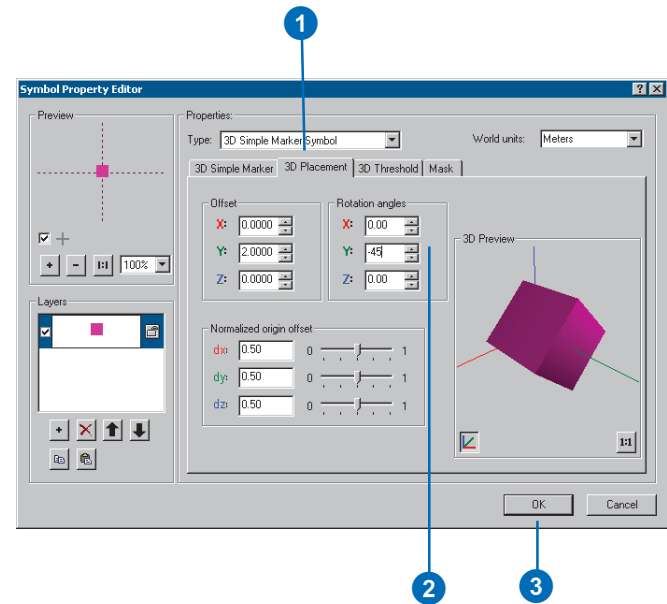 1
Symbol Property Editor
Preview
1:1
100%
Layers
Properties:
Type: 3D Simple Marker Symbol
World units: Meters
3D Simple Marker 3D Placement 3D Threshold Mask
Offset
X: 0.0000
Y: 2.0000
Z: 0.0000
Rotation angles
X: 0.00
Y: -45
Z: 0.00
Normalized origin offset
dx: 0.50 0 1
dy: 0.50 0 1
dz: 0.50 0 1
3D Preview
1:1
OK Cancel
2 3